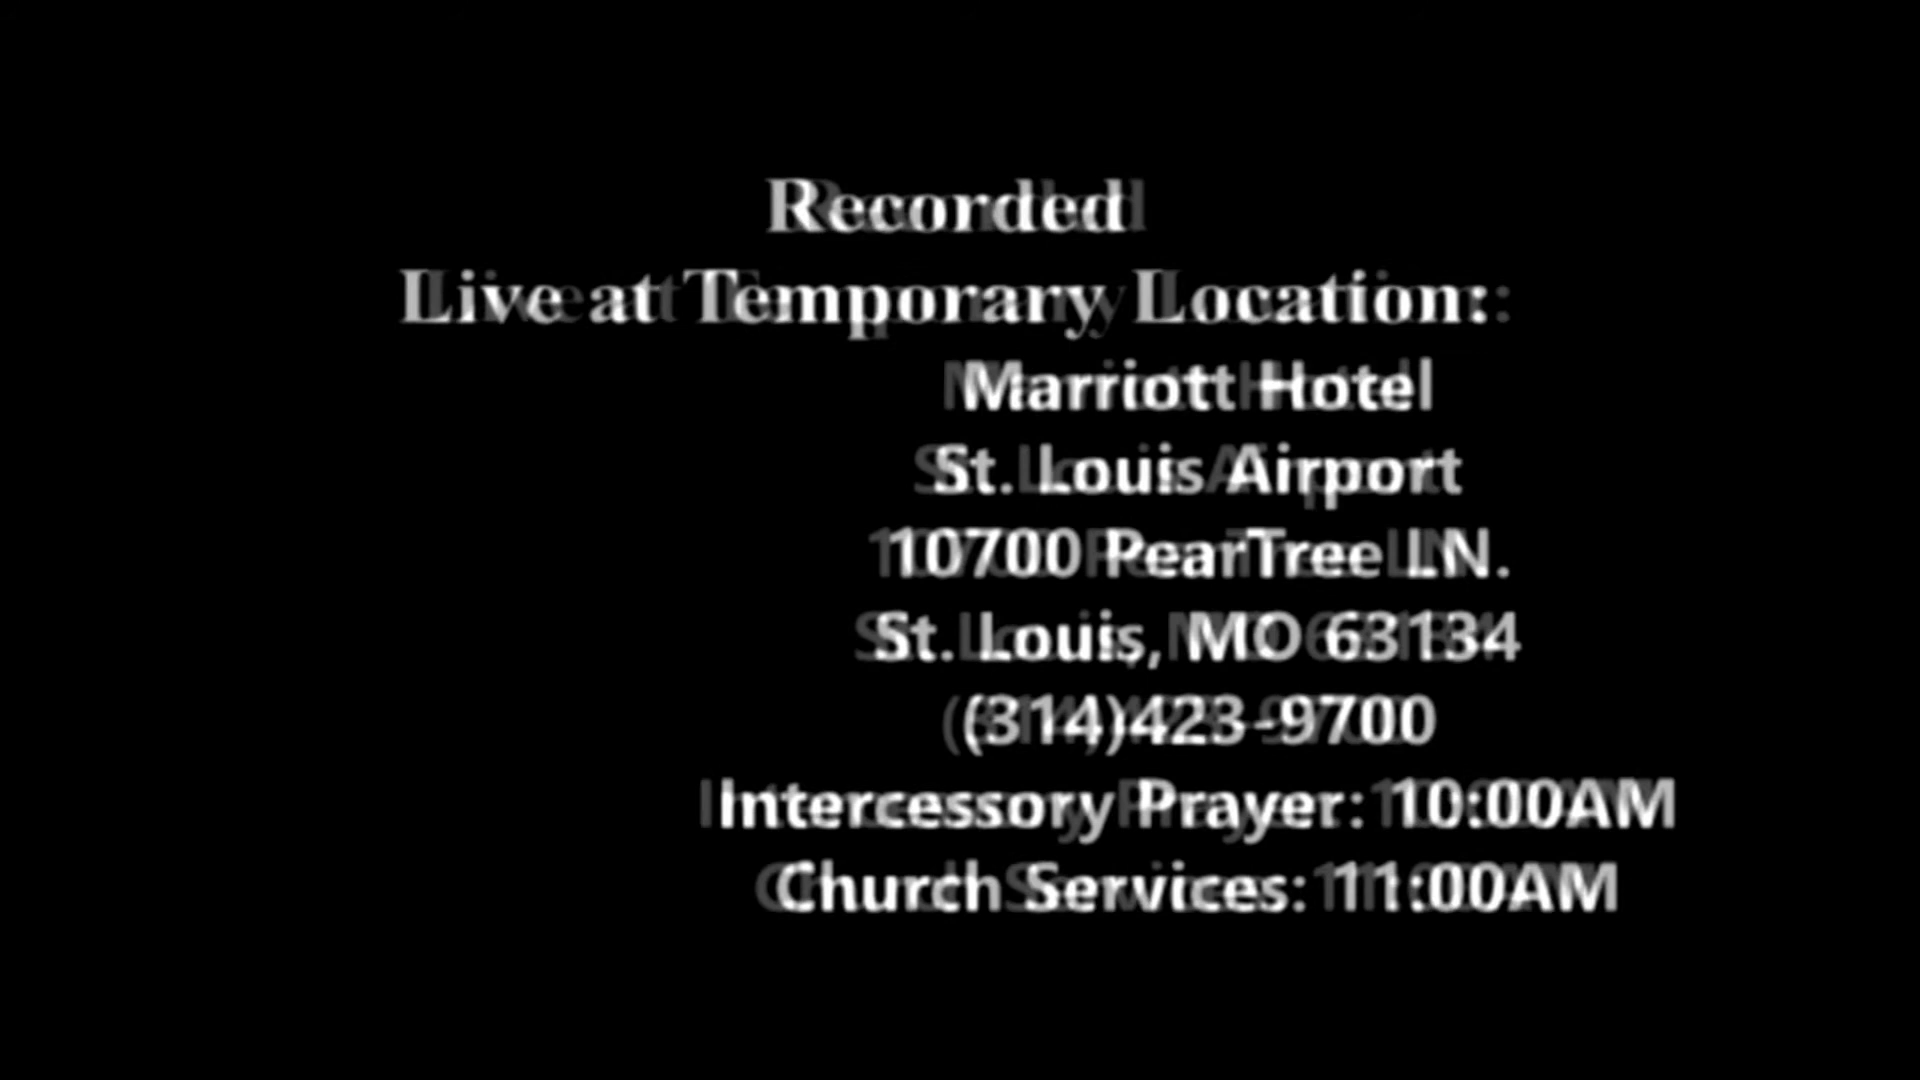 Recorded
Live at Temporary Location:
Marriott Hotel
St. Louis Airport
10700 PearTree LN.
St. Louis, MO 63134
(314)423-9700
Intercessory Prayer: 10:00AM
Church Services: 11:00AM